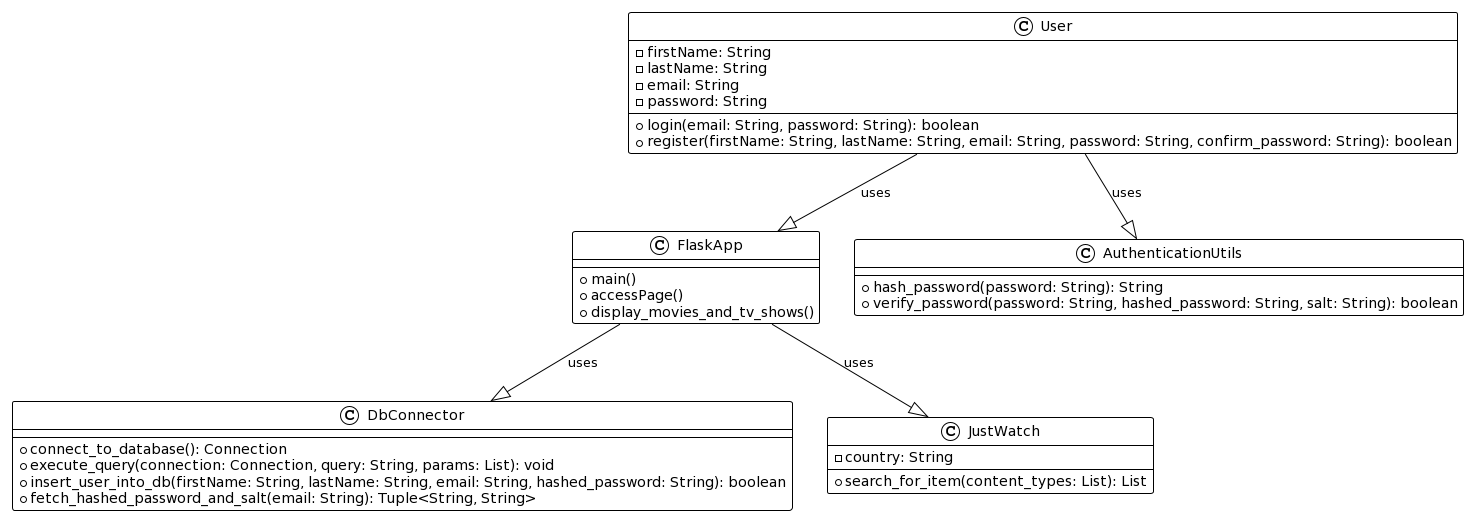 C User
firstName: String
lastName: String
email: String
password: String
login(email: String, password: String): boolean
register(firstName: String, lastName: String, email: String, password: String, confirm_password: String): boolean
uses
uses
C FlaskApp
main()
accessPage()
display_movies_and_tv_shows()
C AuthenticationUtils
hash_password(password: String): String
verify_password(password: String, hashed_password: String, salt: String): boolean
uses
uses
C DbConnector
connect_to_database(): Connection
execute_query(connection: Connection, query: String, params: List): void
insert_user_into_db(firstName: String, lastName: String, email: String, hashed_password: String): boolean
fetch_hashed_password_and_salt(email: String): Tuple<String, String>
C JustWatch
country: String
search_for_item(content_types: List): List